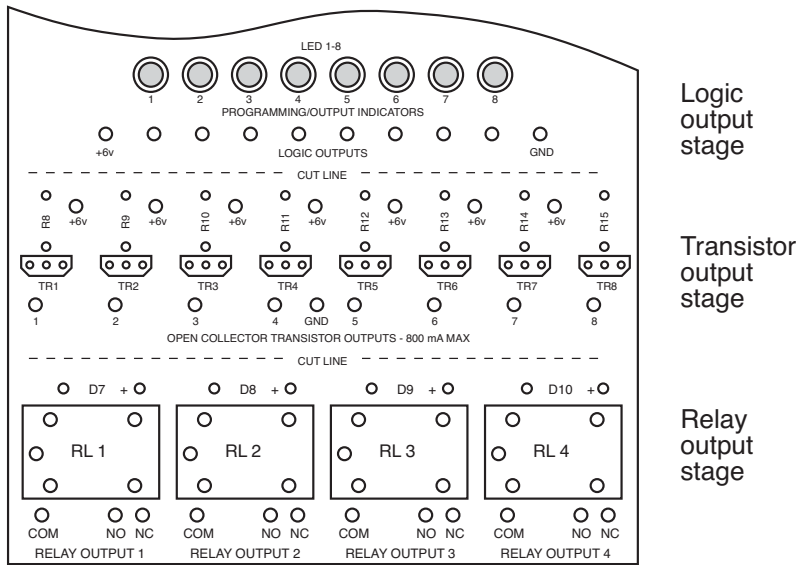 LED 1-8
1 2 3 4 5 6 7 8
PROGRAMMING/OUTPUT INDICATORS
+6v LOGIC OUTPUTS GND
CUT LINE
Logic
output
stage
R8 +6v R9 +6v R10 +6v R11 +6v R12 +6v R13 +6v R14 +6v R15
TR1 TR2 TR3 TR4 TR5 TR6 TR7 TR8
1 2 3 4 GND 5 6 7 8
OPEN COLLECTOR TRANSISTOR OUTPUTS - 800 mA MAX
CUT LINE
Transistor
output
stage
D7 + D8 + D9 + D10 +
RL 1 RL 2 RL 3 RL 4
COM NO NC COM NO NC COM NO NC COM NO NC
RELAY OUTPUT 1 RELAY OUTPUT 2 RELAY OUTPUT 3 RELAY OUTPUT 4
Relay
output
stage